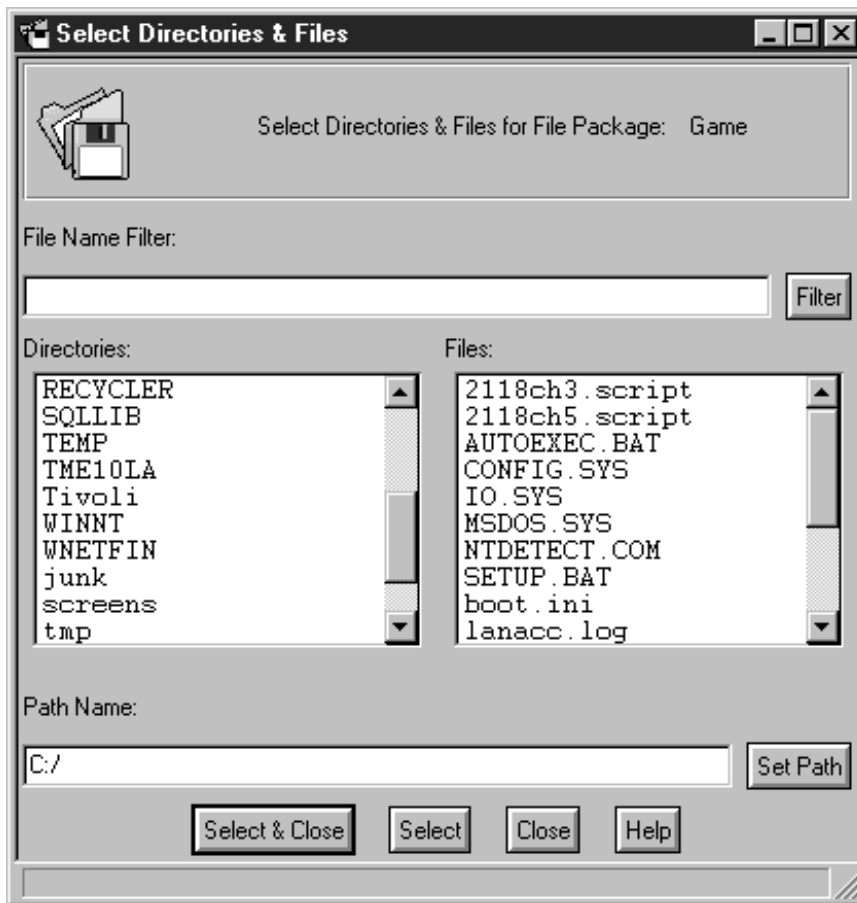 Select Directories & Files
Select Directories & Files for File Package: Game
File Name Filter:
Filter
Directories:
RECYCLER
SQLLIB
TEMP
TME10LA
Tivoli
WINNT
WNETFIN
junk
screens
tmp
Files:
2118ch3.script
2118ch5.script
AUTOEXEC.BAT
CONFIG.SYS
IO.SYS
MSDOS.SYS
NTDETECT.COM
SETUP.BAT
boot.ini
lanacc.log
Path Name:
C:/
Set Path
Select & Close
Select
Close
Help